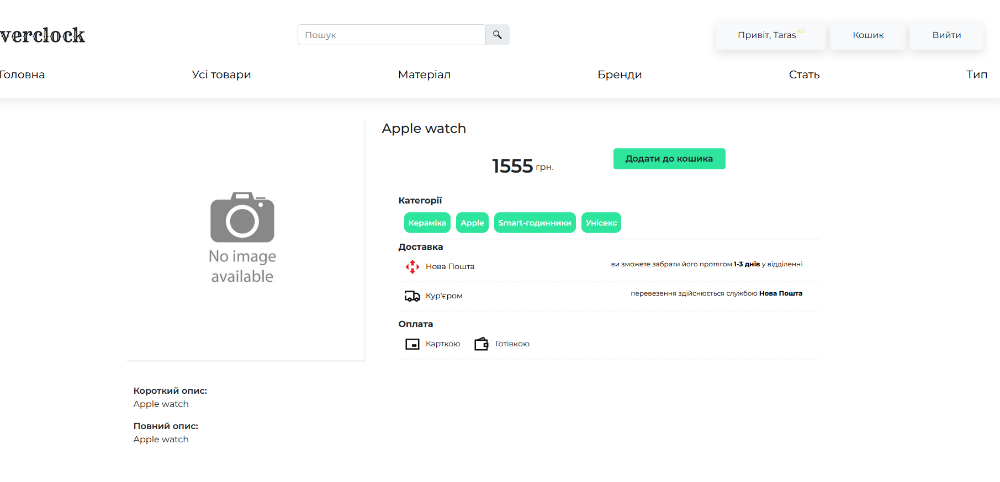 verclock
Пошук
Привіт, Taras ad.
Кошик
Вийти
Головна
Усі товари
Матеріал
Бренди
Стать
Тип
Apple watch
1555 грн.
Додати до кошика
No image
available
Категорії
Кераміка
Apple
Smart-годинники
Унісекс
Доставка
Нова Пошта
ви зможете забрати його протягом 1-3 днів у відділенні
Кур'єром
перевезення здійснюється службою Нова Пошта
Оплата
Карткою
Готівкою
Короткий опис:
Apple watch
Повний опис:
Apple watch